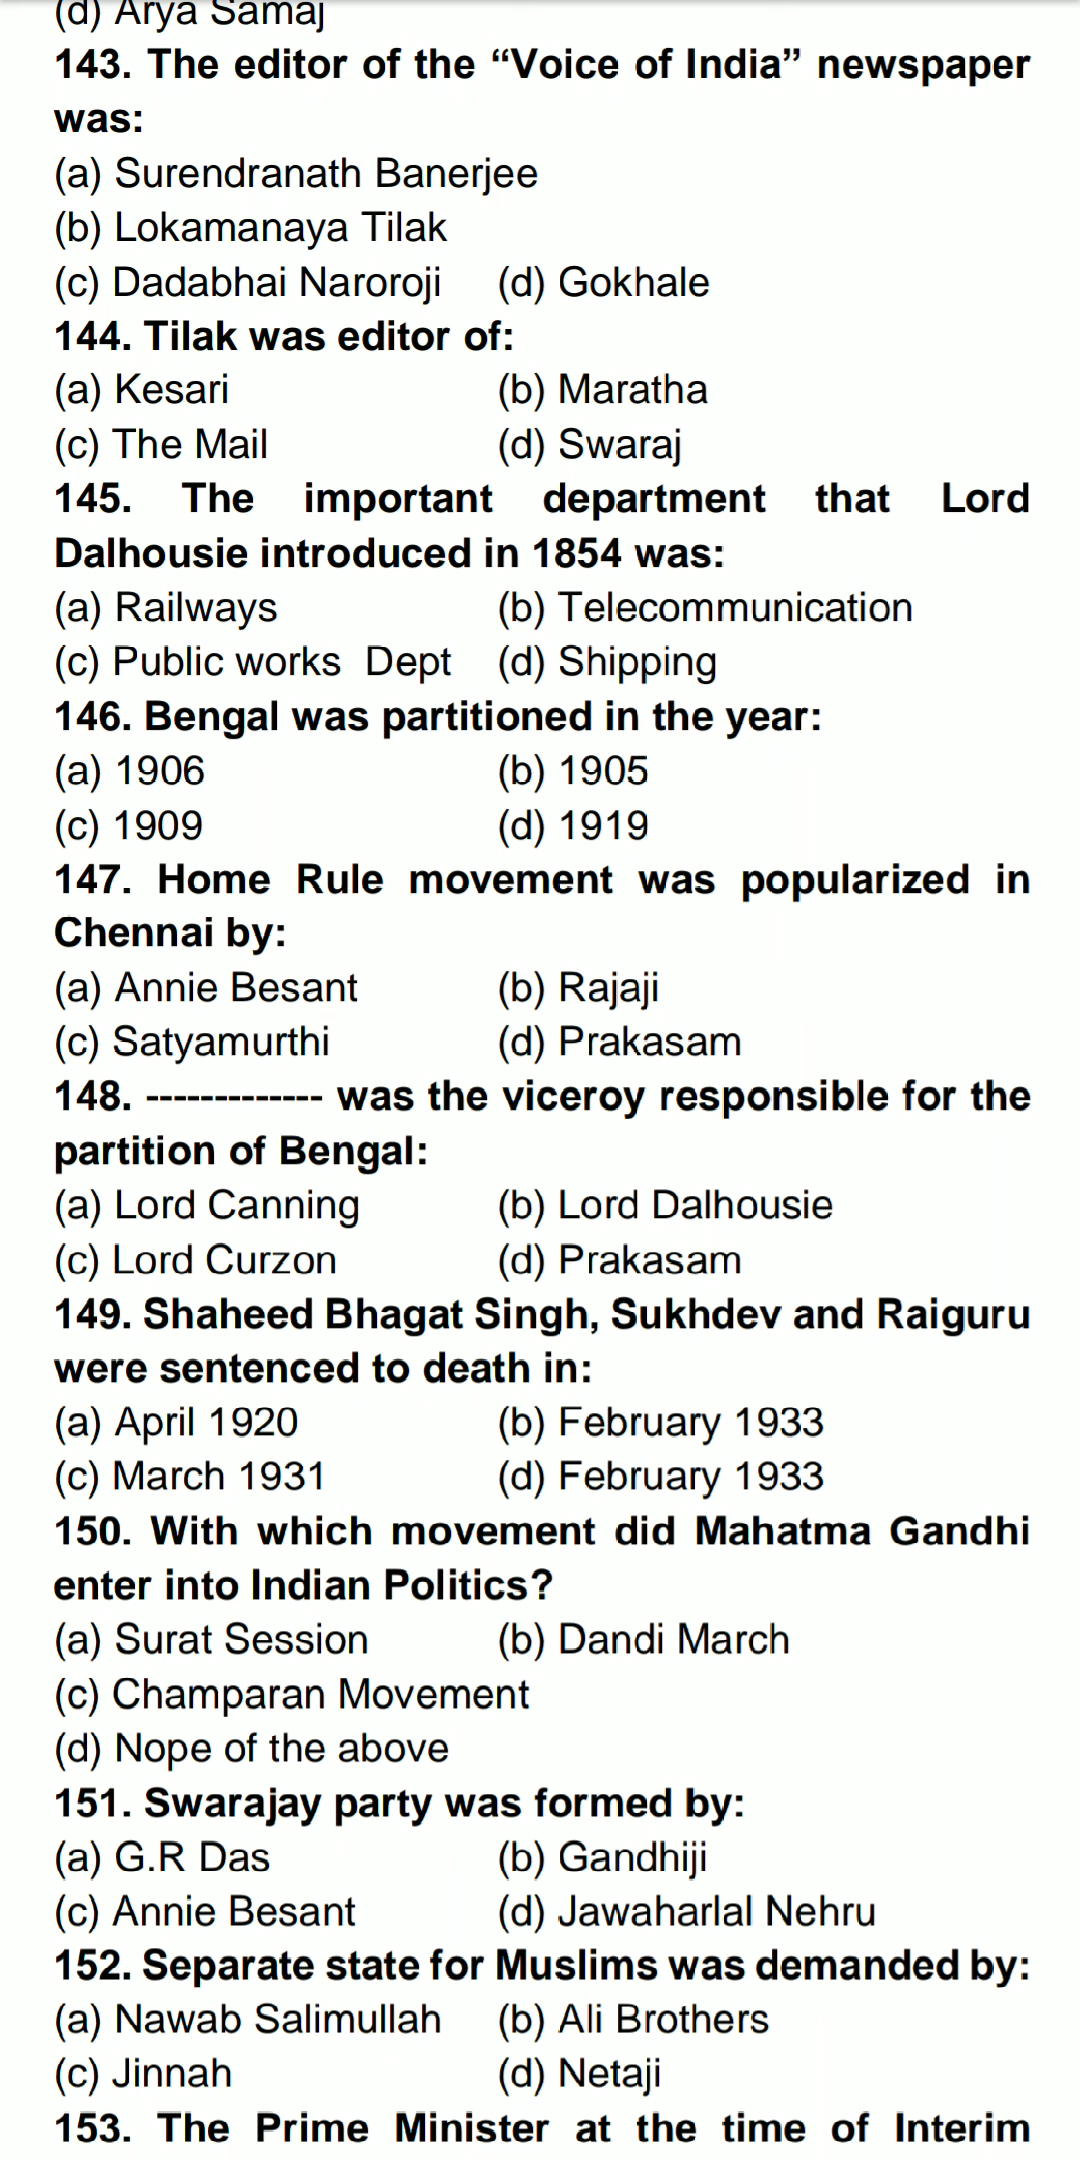 (d) Arya Samaj
143. The editor of the “Voice of India” newspaper
was:
(a) Surendranath Banerjee
(b) Lokamanaya Tilak
(c) Dadabhai Naroroji (d) Gokhale
144. Tilak was editor of:
(a) Kesari (b) Maratha
(c) The Mail (d) Swaraj
145. The important department that Lord
Dalhousie introduced in 1854 was:
(a) Railways (b) Telecommunication
(c) Public works Dept (d) Shipping
146. Bengal was partitioned in the year:
(a) 1906 (b) 1905
(c) 1909 (d) 1919
147. Home Rule movement was popularized in
Chennai by:
(a) Annie Besant (b) Rajaji
(c) Satyamurthi (d) Prakasam
148. ------------- was the viceroy responsible for the
partition of Bengal:
(a) Lord Canning (b) Lord Dalhousie
(c) Lord Curzon (d) Prakasam
149. Shaheed Bhagat Singh, Sukhdev and Raiguru
were sentenced to death in:
(a) April 1920 (b) February 1933
(c) March 1931 (d) February 1933
150. With which movement did Mahatma Gandhi
enter into Indian Politics?
(a) Surat Session (b) Dandi March
(c) Champaran Movement
(d) Nope of the above
151. Swarajay party was formed by:
(a) G.R Das (b) Gandhiji
(c) Annie Besant (d) Jawaharlal Nehru
152. Separate state for Muslims was demanded by:
(a) Nawab Salimullah (b) Ali Brothers
(c) Jinnah (d) Netaji
153. The Prime Minister at the time of Interim